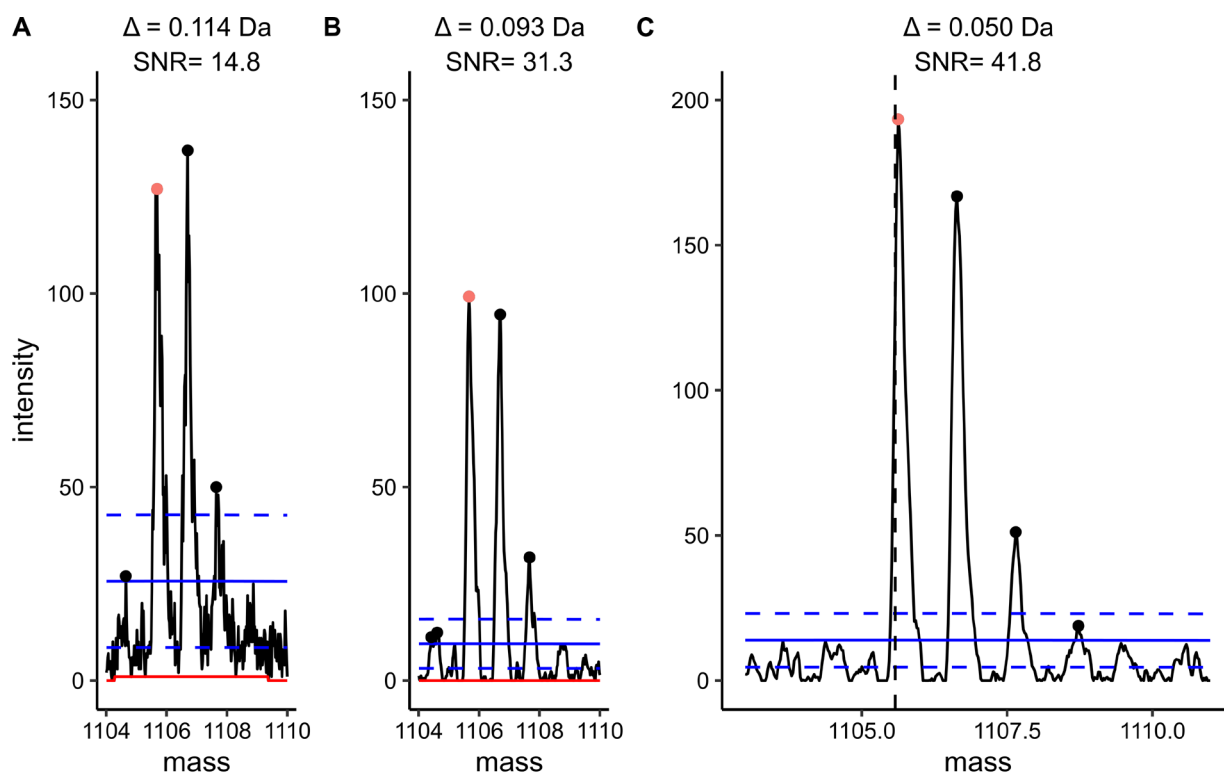 A
Δ = 0.114 Da
SNR= 14.8
B
Δ = 0.093 Da
SNR= 31.3
C
Δ = 0.050 Da
SNR= 41.8
intensity
150
100
50
0
1104 1106 1108 1110
mass
150
100
50
0
1104 1106 1108 1110
mass
200
150
100
50
0
1105.0 1107.5 1110.0
mass